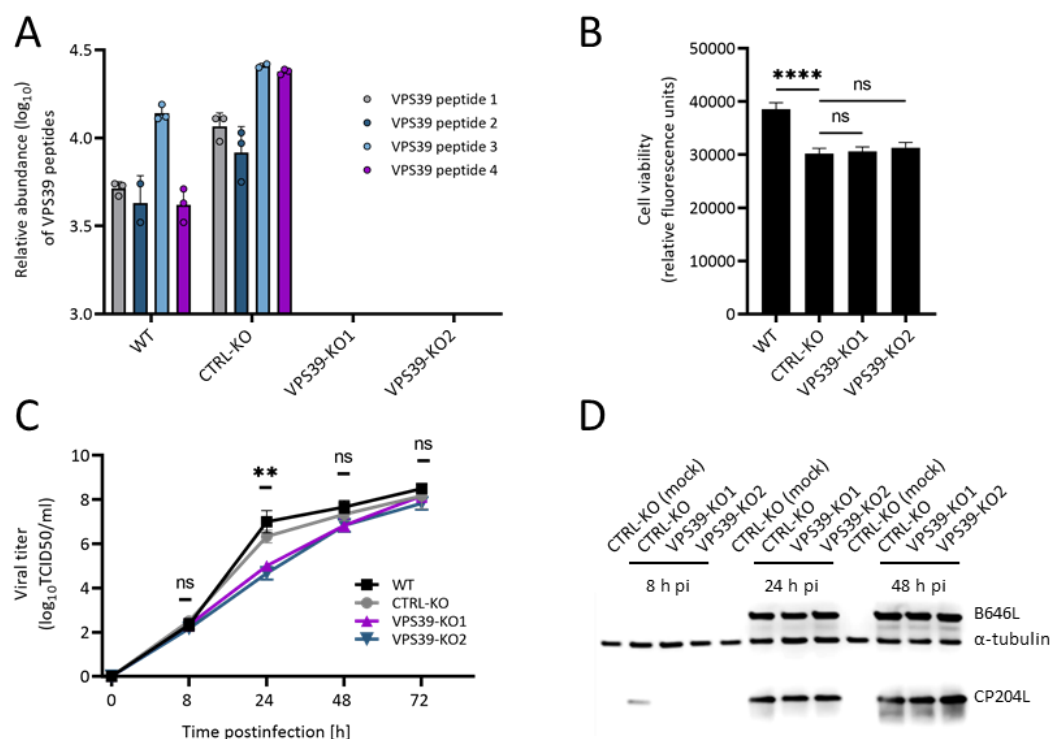 A
Relative abundance (log10)
of VPS39 peptides
4.5
4.0
3.5
3.0
VPS39 peptide 1
VPS39 peptide 2
VPS39 peptide 3
VPS39 peptide 4
WT
CTRL-KO
VPS39-KO1
VPS39-KO2
B
Cell viability
(relative fluorescence units)
50000
40000
30000
20000
10000
0
****
ns
ns
WT
CTRL-KO
VPS39-KO1
VPS39-KO2
C
Viral titer
(log10TCID50/ml)
10
8
6
4
2
0
ns
**
ns
ns
WT
CTRL-KO
VPS39-KO1
VPS39-KO2
0 8 24 48 72
Time postinfection [h]
D
CTRL-KO (mock)
CTRL-KO
VPS39-KO1
VPS39-KO2
CTRL-KO (mock)
CTRL-KO
VPS39-KO1
VPS39-KO2
CTRL-KO (mock)
CTRL-KO
VPS39-KO1
VPS39-KO2
8 h pi 24 h pi 48 h pi
B646L
α-tubulin
CP204L